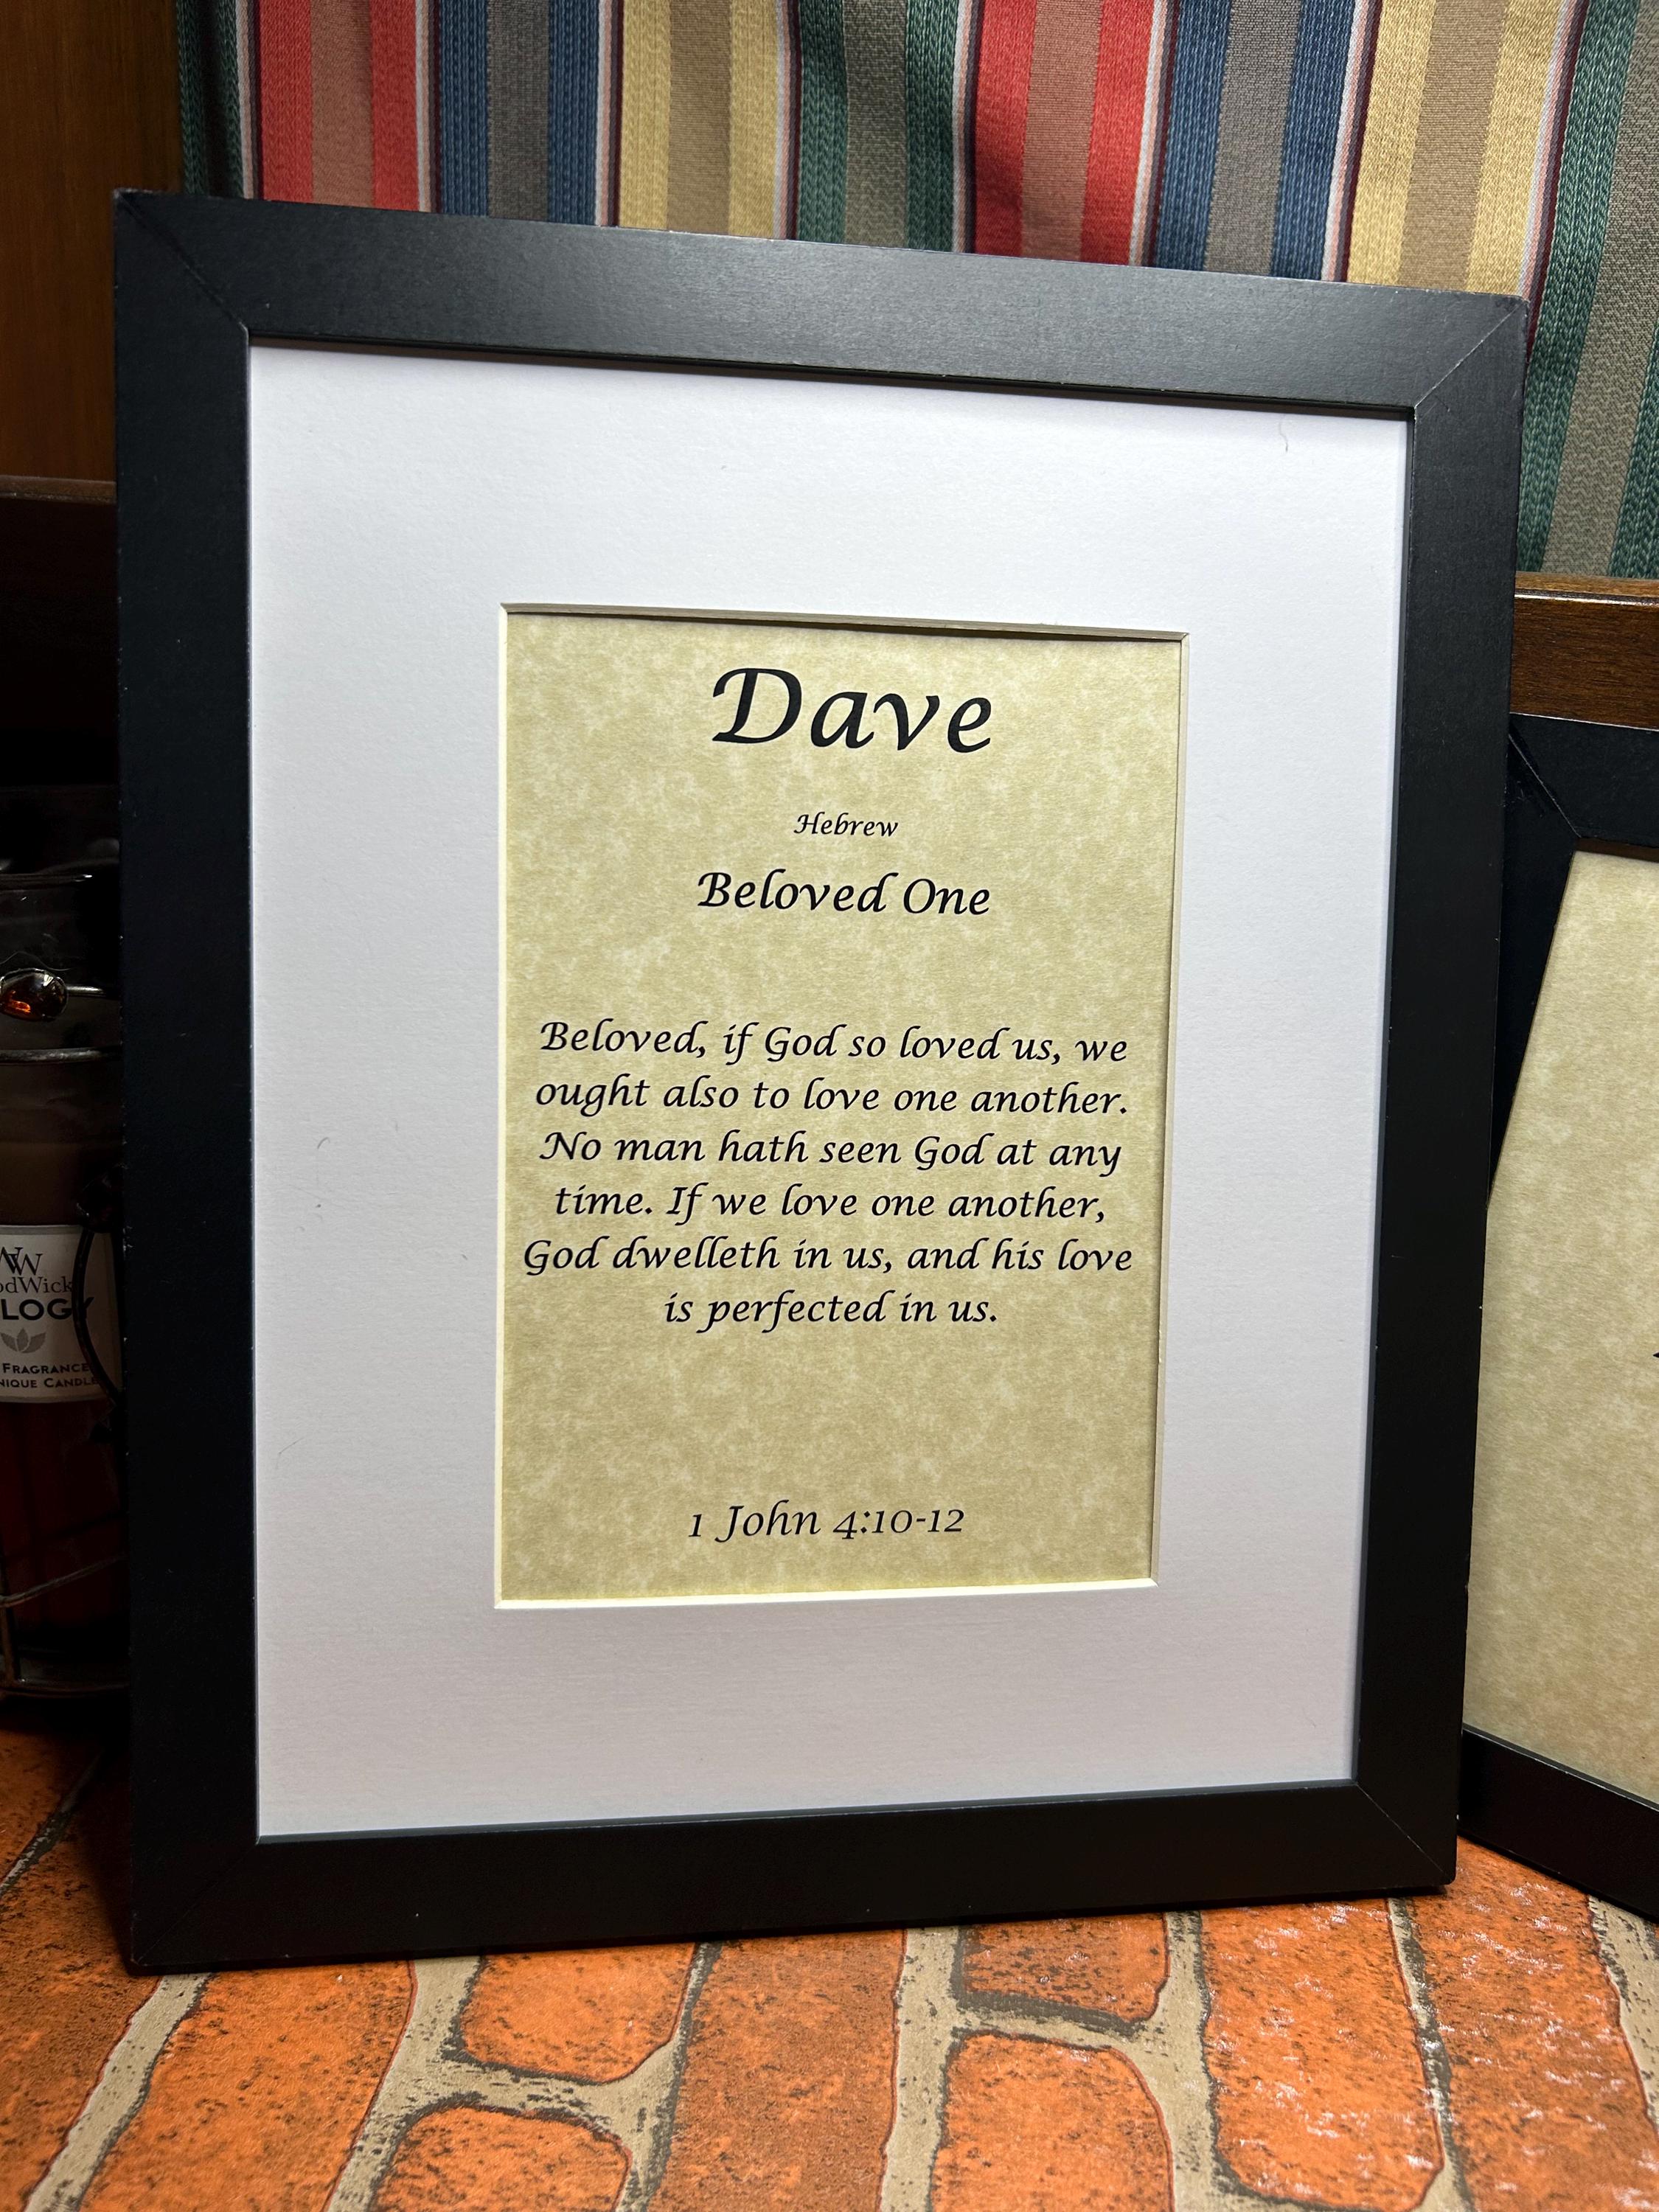 Dave
Hebrew
Beloved One
Beloved, if God so loved us, we
ought also to love one another.
No man hath seen God at any
time. If we love one another,
God dwelleth in us, and his love
is perfected in us.
1 John 4:10-12
FRAGRANCE